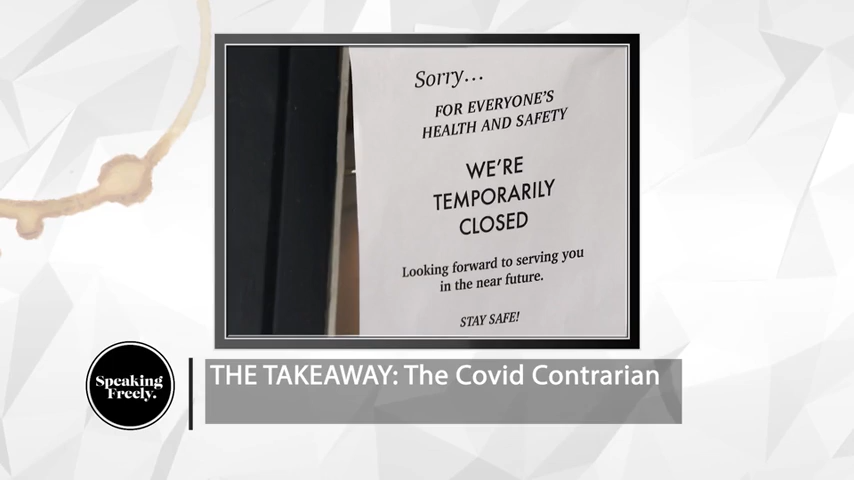 Sorry...
FOR EVERYONE'S
HEALTH AND SAFETY
WE'RE
TEMPORARILY
CLOSED
Looking forward to serving you
in the near future.
STAY SAFE!
Speaking
Freely.
THE TAKEAWAY: The Covid Contrarian